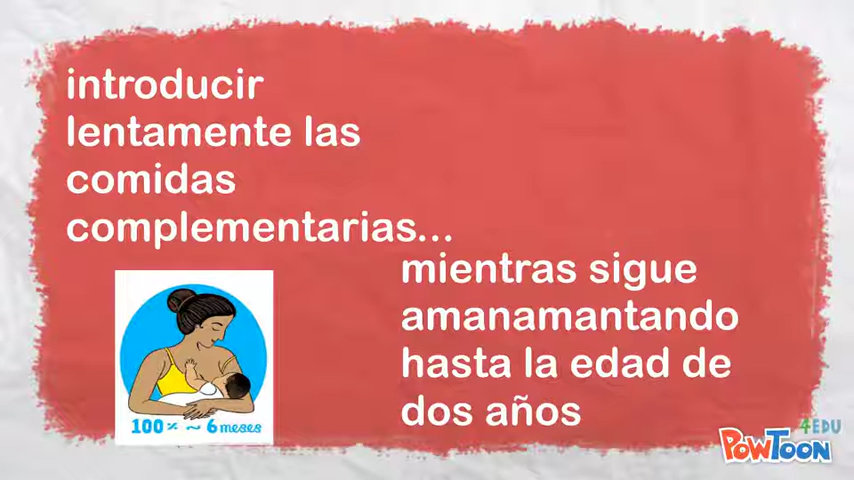 introducir
lentamente las
comidas
complementarias...
mientras sigue
amanamantando
hasta la edad de
dos años
100% ~ 6 meses
4EDU
POWTOON